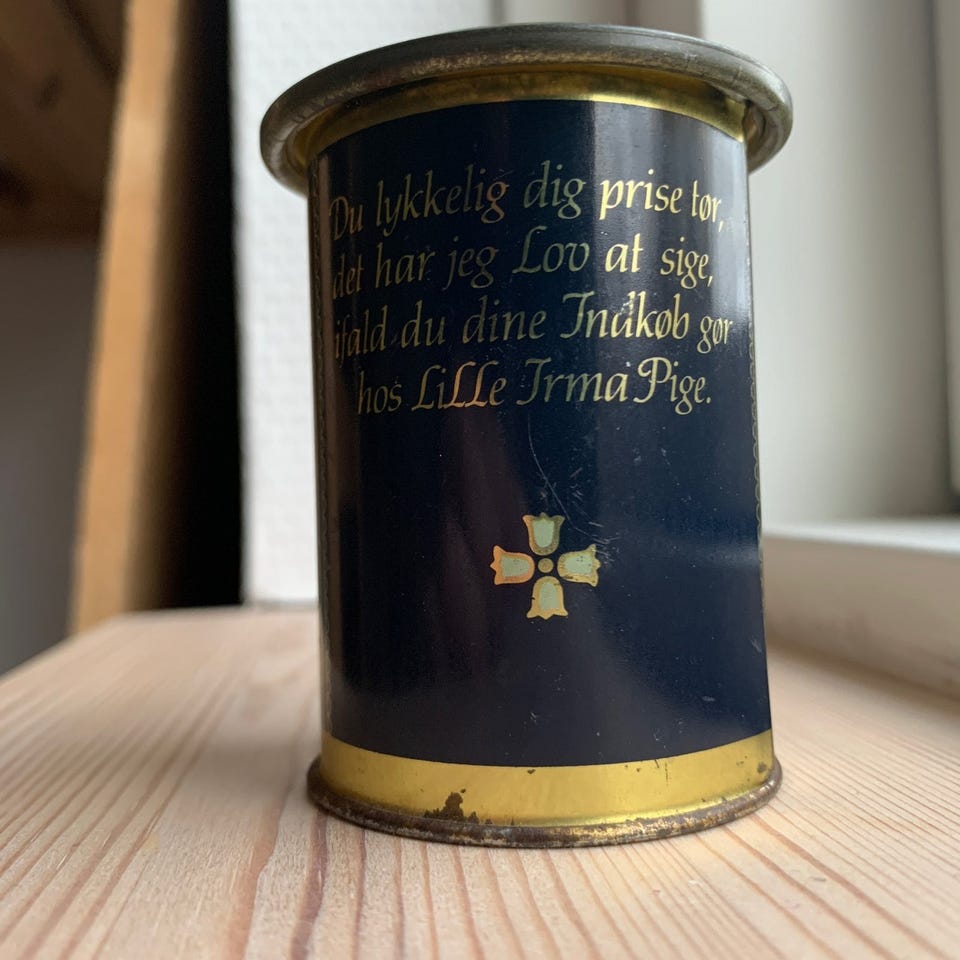 Du lykkelig dig prise tør,
det har jeg Lov at sige,
ifald du dine Indkøb gør
hos LiLLe Irma Pige.